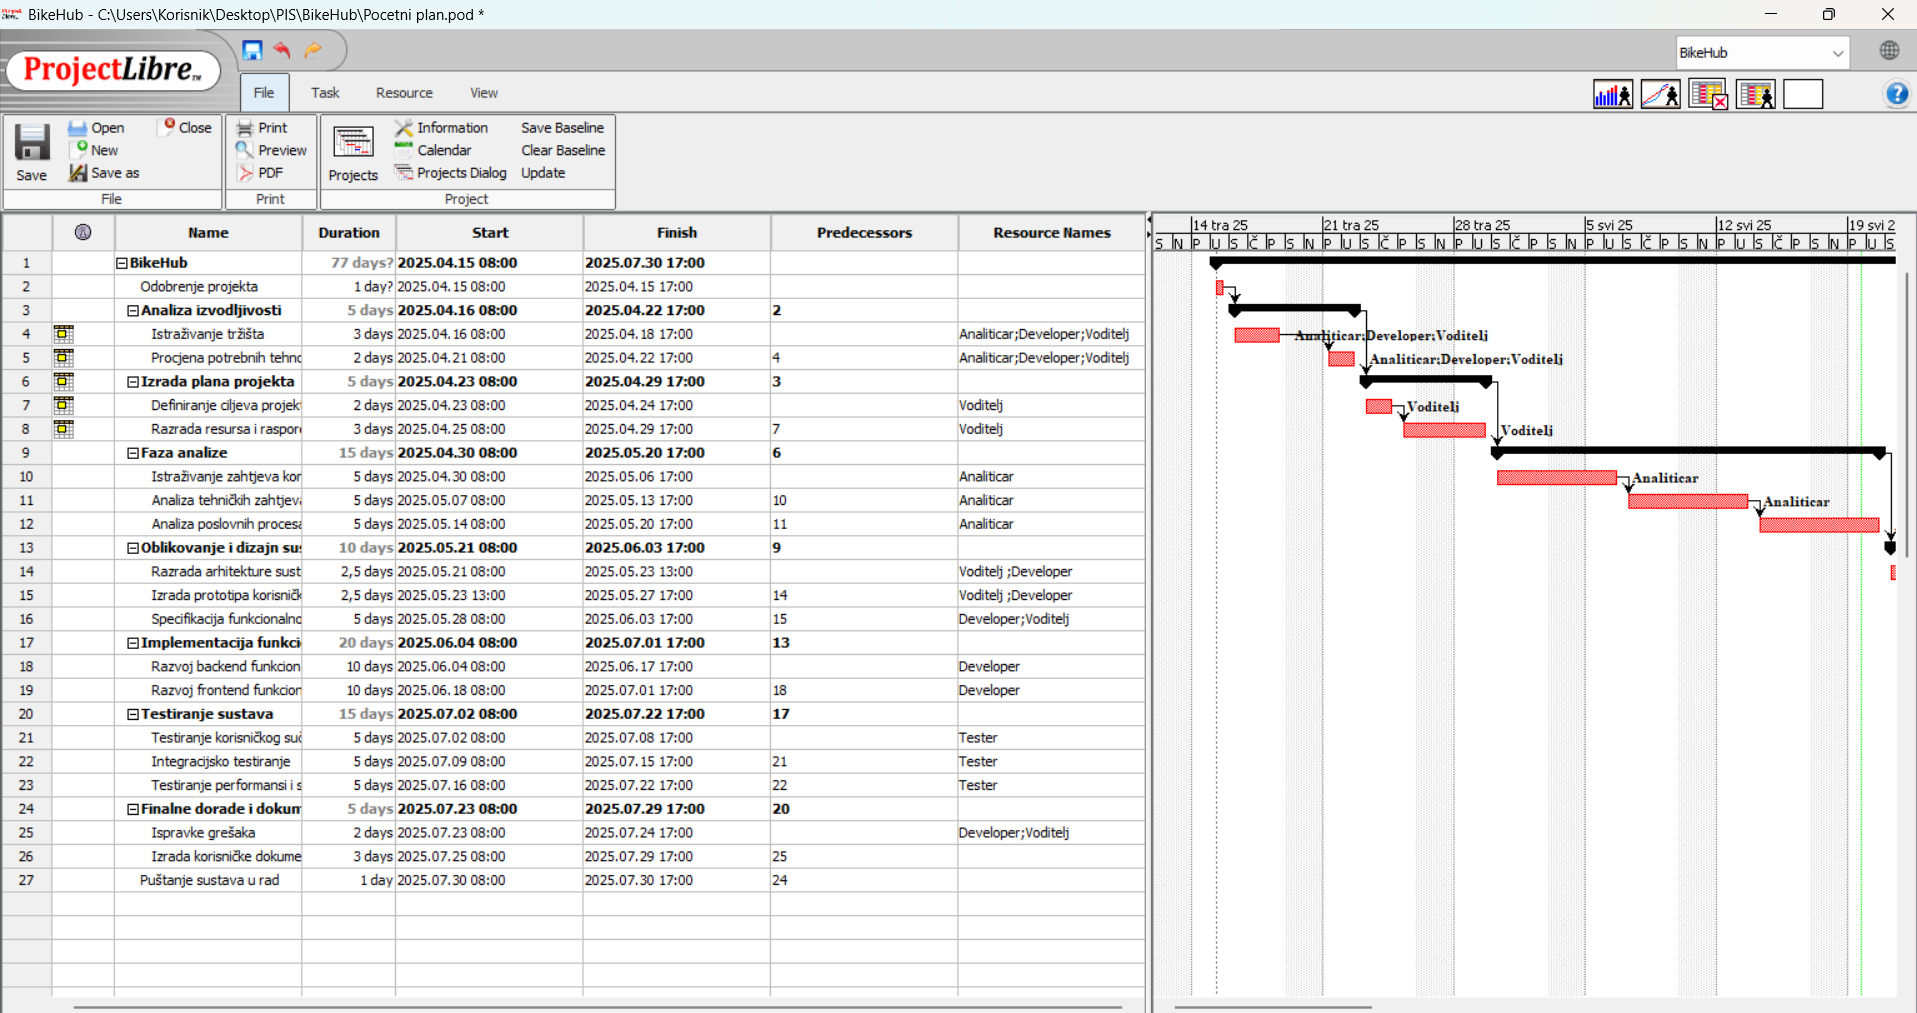 BikeHub - C:\Users\Korisnik\Desktop\PIS\BikeHub\Pocetni plan.pod *
ProjectLibre™
BikeHub
File Task Resource View
Save Open New Save as Close
File
Print Preview PDF
Print
Projects Information Calendar Projects Dialog Save Baseline Clear Baseline Update
Project
Name Duration Start Finish Predecessors Resource Names
1 BikeHub 77 days? 2025.04.15 08:00 2025.07.30 17:00
2 Odobrenje projekta 1 day? 2025.04.15 08:00 2025.04.15 17:00
3 Analiza izvodljivosti 5 days 2025.04.16 08:00 2025.04.22 17:00 2
4 Istraživanje tržišta 3 days 2025.04.16 08:00 2025.04.18 17:00 Analiticar;Developer;Voditelj
5 Procjena potrebnih tehno 2 days 2025.04.21 08:00 2025.04.22 17:00 4 Analiticar;Developer;Voditelj
6 Izrada plana projekta 5 days 2025.04.23 08:00 2025.04.29 17:00 3
7 Definiranje ciljeva projek 2 days 2025.04.23 08:00 2025.04.24 17:00 Voditelj
8 Razrada resursa i raspor 3 days 2025.04.25 08:00 2025.04.29 17:00 7 Voditelj
9 Faza analize 15 days 2025.04.30 08:00 2025.05.20 17:00 6
10 Istraživanje zahtjeva kor 5 days 2025.04.30 08:00 2025.05.06 17:00 Analiticar
11 Analiza tehničkih zahtjev 5 days 2025.05.07 08:00 2025.05.13 17:00 10 Analiticar
12 Analiza poslovnih procesa 5 days 2025.05.14 08:00 2025.05.20 17:00 11 Analiticar
13 Oblikovanje i dizajn sus 10 days 2025.05.21 08:00 2025.06.03 17:00 9
14 Razrada arhitekture sust 2,5 days 2025.05.21 08:00 2025.05.23 13:00 Voditelj ;Developer
15 Izrada prototipa korisničk 2,5 days 2025.05.23 13:00 2025.05.27 17:00 14 Voditelj ;Developer
16 Specifikacija funkcionalno 5 days 2025.05.28 08:00 2025.06.03 17:00 15 Developer;Voditelj
17 Implementacija funkci 20 days 2025.06.04 08:00 2025.07.01 17:00 13
18 Razvoj backend funkcion 10 days 2025.06.04 08:00 2025.06.17 17:00 Developer
19 Razvoj frontend funkcior 10 days 2025.06.18 08:00 2025.07.01 17:00 18 Developer
20 Testiranje sustava 15 days 2025.07.02 08:00 2025.07.22 17:00 17
21 Testiranje korisničkog suč 5 days 2025.07.02 08:00 2025.07.08 17:00 Tester
22 Integracijsko testiranje 5 days 2025.07.09 08:00 2025.07.15 17:00 21 Tester
23 Testiranje performansi i s 5 days 2025.07.16 08:00 2025.07.22 17:00 22 Tester
24 Finalne dorade i dokum 5 days 2025.07.23 08:00 2025.07.29 17:00 20
25 Ispravke grešaka 2 days 2025.07.23 08:00 2025.07.24 17:00 Developer;Voditelj
26 Izrada korisničke dokume 3 days 2025.07.25 08:00 2025.07.29 17:00 25
27 Puštanje sustava u rad 1 day 2025.07.30 08:00 2025.07.30 17:00 24
14 tra 25 21 tra 25 28 tra 25 5 svi 25 12 svi 25 19 svi 2
S N P U S Č P S N P U S Č P S N P U S Č P S N P U S Č P S N P U S Č P S N P U S
Analiticar;Developer;Voditelj
Analiticar;Developer;Voditelj
Voditelj
Voditelj
Analiticar
Analiticar